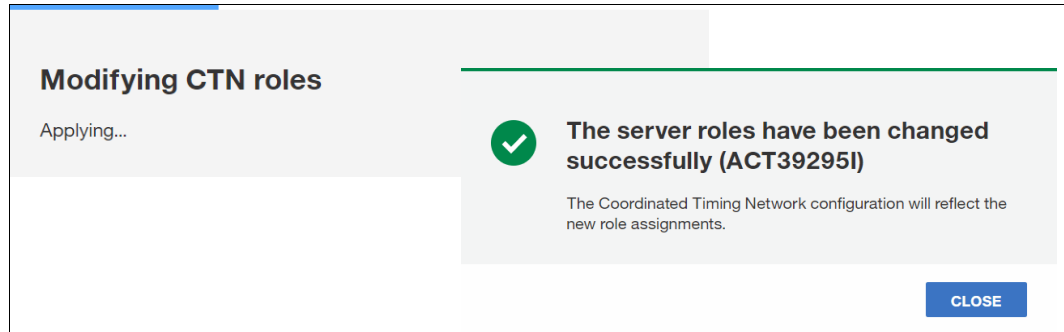 Modifying CTN roles
Applying...
The server roles have been changed
successfully (ACT39295I)
The Coordinated Timing Network configuration will reflect the
new role assignments.
CLOSE